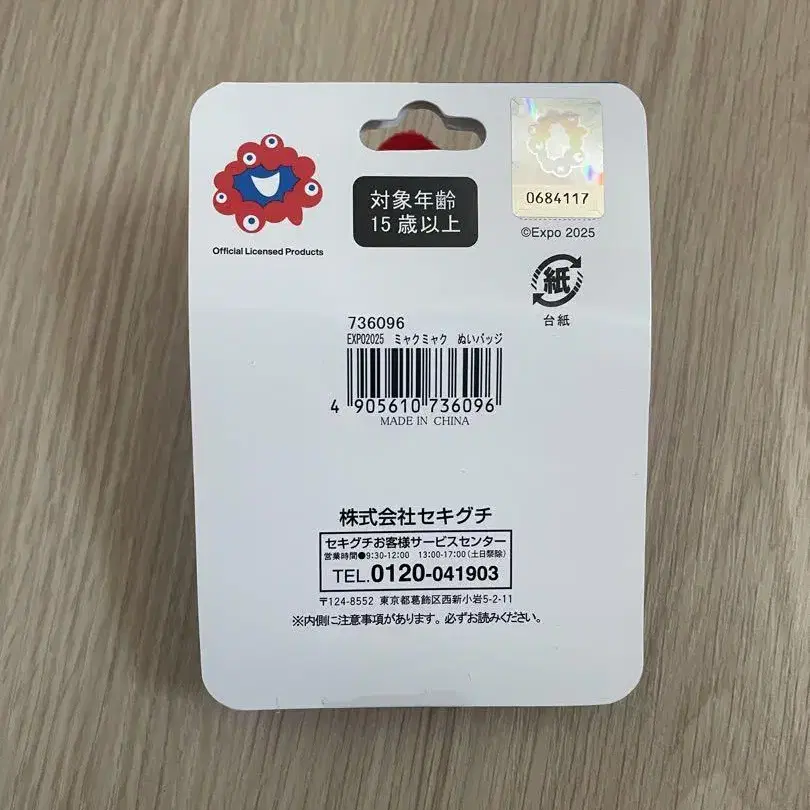 Official Licensed Products
対象年齢
15歳以上
0684117
©Expo 2025
紙
台紙
736096
EXPO2025 ミャクミャク ぬいバッジ
4 905610 736096
MADE IN CHINA
株式会社セキグチ
セキグチお客様サービスセンター
営業時間●9:30-12:00 13:00-17:00(土日祭除)
TEL.0120-041903
〒124-8552 東京都葛飾区西新小岩5-2-11
※内側に注意事項があります。必ずお読みください。